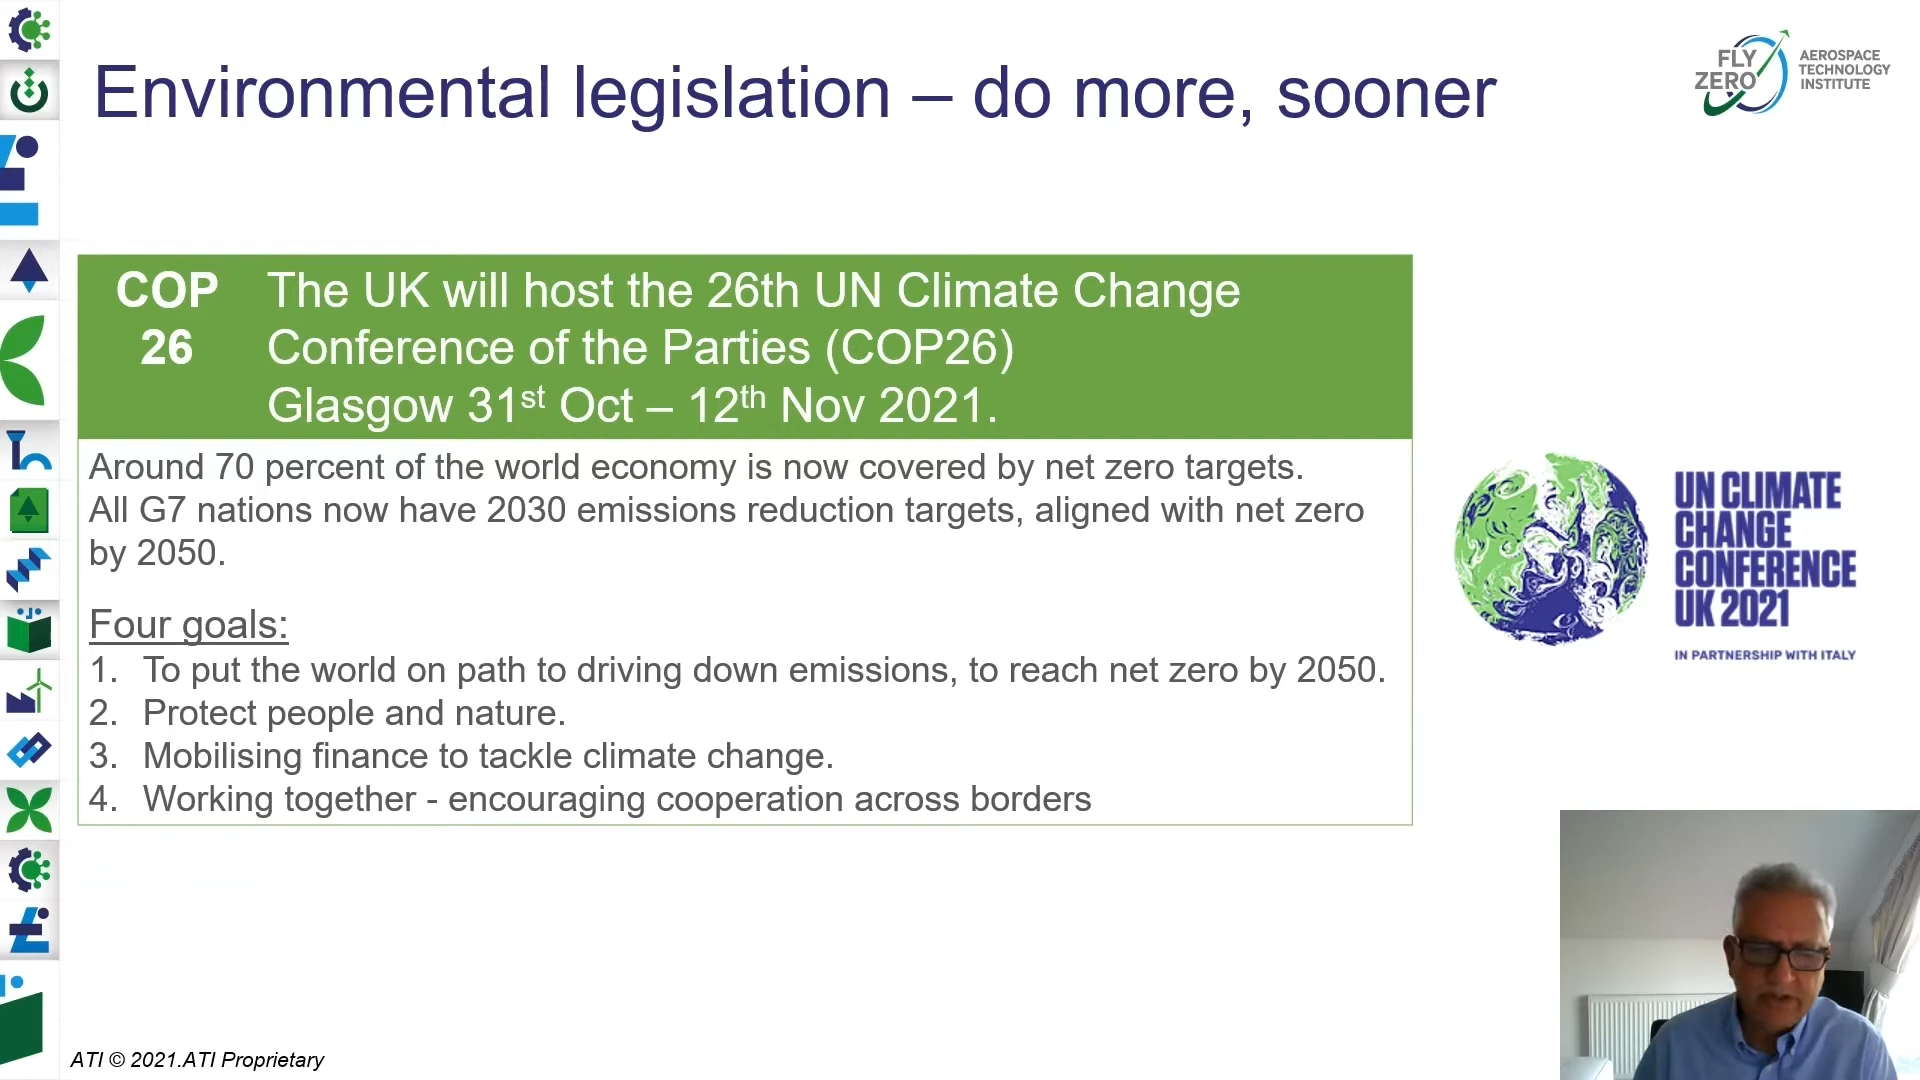 Environmental legislation – do more, sooner
FLY
ZERO
AEROSPACE
TECHNOLOGY
INSTITUTE
COP
26
The UK will host the 26th UN Climate Change
Conference of the Parties (COP26)
Glasgow 31st Oct – 12th Nov 2021.
Around 70 percent of the world economy is now covered by net zero targets.
All G7 nations now have 2030 emissions reduction targets, aligned with net zero
by 2050.
Four goals:
1. To put the world on path to driving down emissions, to reach net zero by 2050.
2. Protect people and nature.
3. Mobilising finance to tackle climate change.
4. Working together - encouraging cooperation across borders
UN CLIMATE
CHANGE
CONFERENCE
UK 2021
IN PARTNERSHIP WITH ITALY
ATI © 2021.ATI Proprietary